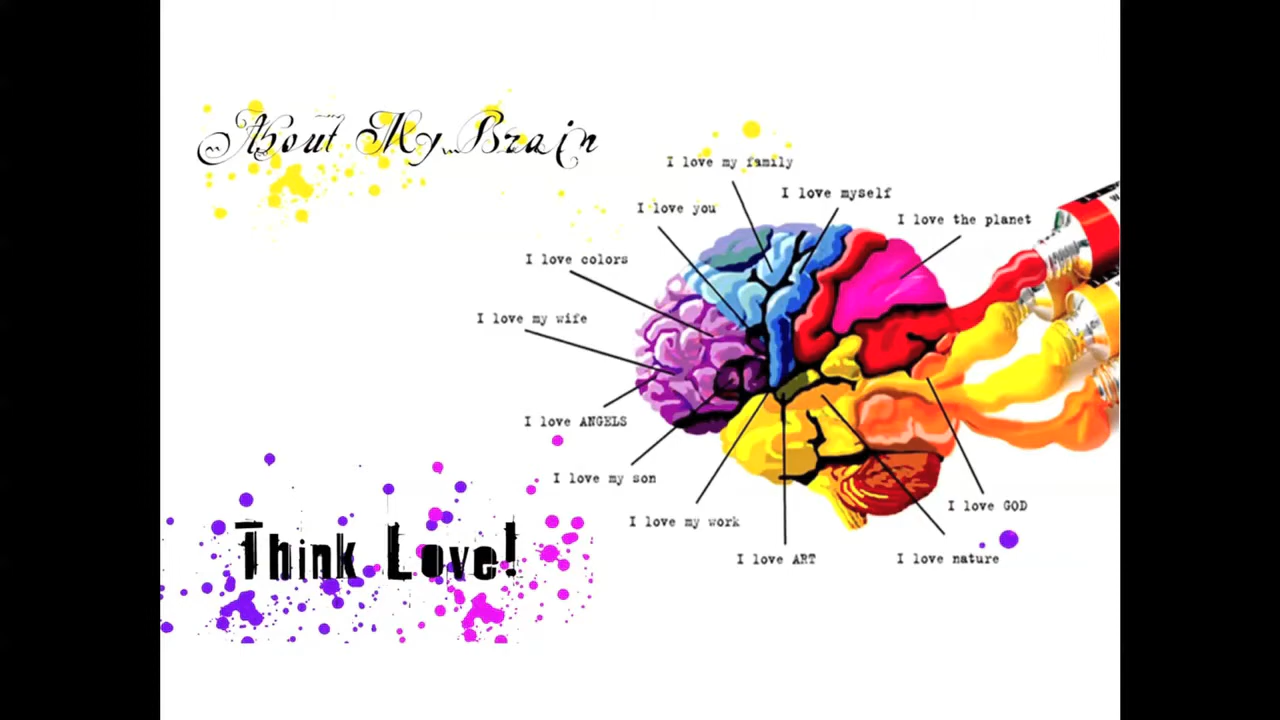 About My Brain
I love my family
I love myself
I love you
I love the planet
I love colors
I love my wife
I love ANGELS
I love my son
I love GOD
I love my work
I love ART
I love nature
Think Love!